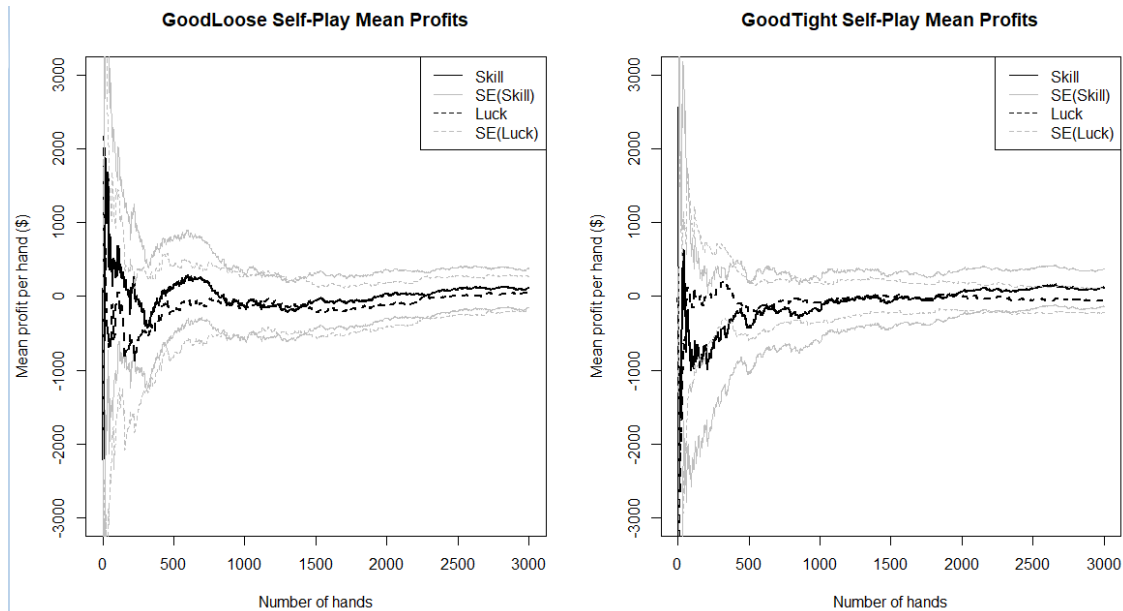 GoodLoose Self-Play Mean Profits
Skill
SE(Skill)
Luck
SE(Luck)
3000
2000
1000
0
-1000
-2000
-3000
Mean profit per hand ($)
0 500 1000 1500 2000 2500 3000
Number of hands
GoodTight Self-Play Mean Profits
Skill
SE(Skill)
Luck
SE(Luck)
3000
2000
1000
0
-1000
-2000
-3000
Mean profit per hand ($)
0 500 1000 1500 2000 2500 3000
Number of hands